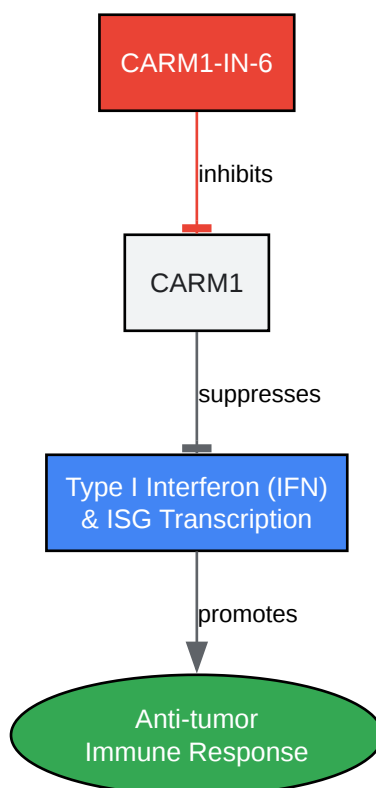 CARM1-IN-6
inhibits
CARM1
suppresses
Type I Interferon (IFN)
& ISG Transcription
promotes
Anti-tumor
Immune Response